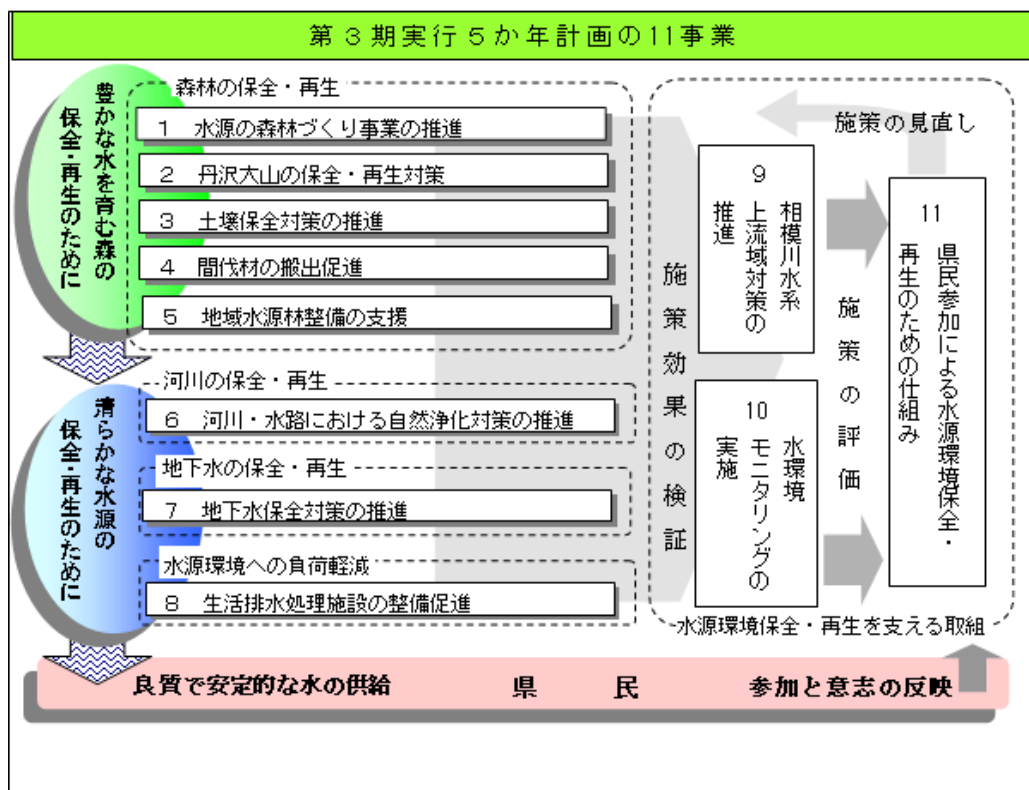 第３期実行５か年計画の11事業
豊かな水を育む森の
保全・再生のために
森林の保全・再生
1 水源の森林づくり事業の推進
2 丹沢大山の保全・再生対策
3 土壌保全対策の推進
4 間伐材の搬出促進
5 地域水源林整備の支援
清らかな水源の
保全・再生のために
河川の保全・再生
6 河川・水路における自然浄化対策の推進
地下水の保全・再生
7 地下水保全対策の推進
水源環境への負荷軽減
8 生活排水処理施設の整備促進
施策効果の検証
9 相模川水系
上流域対策の
推進
10 水環境
モニタリングの
実施
施策の評価
施策の見直し
11 県民参加による水源環境保全・
再生のための仕組み
水源環境保全・再生を支える取組
良質で安定的な水の供給 県 民 参加と意志の反映